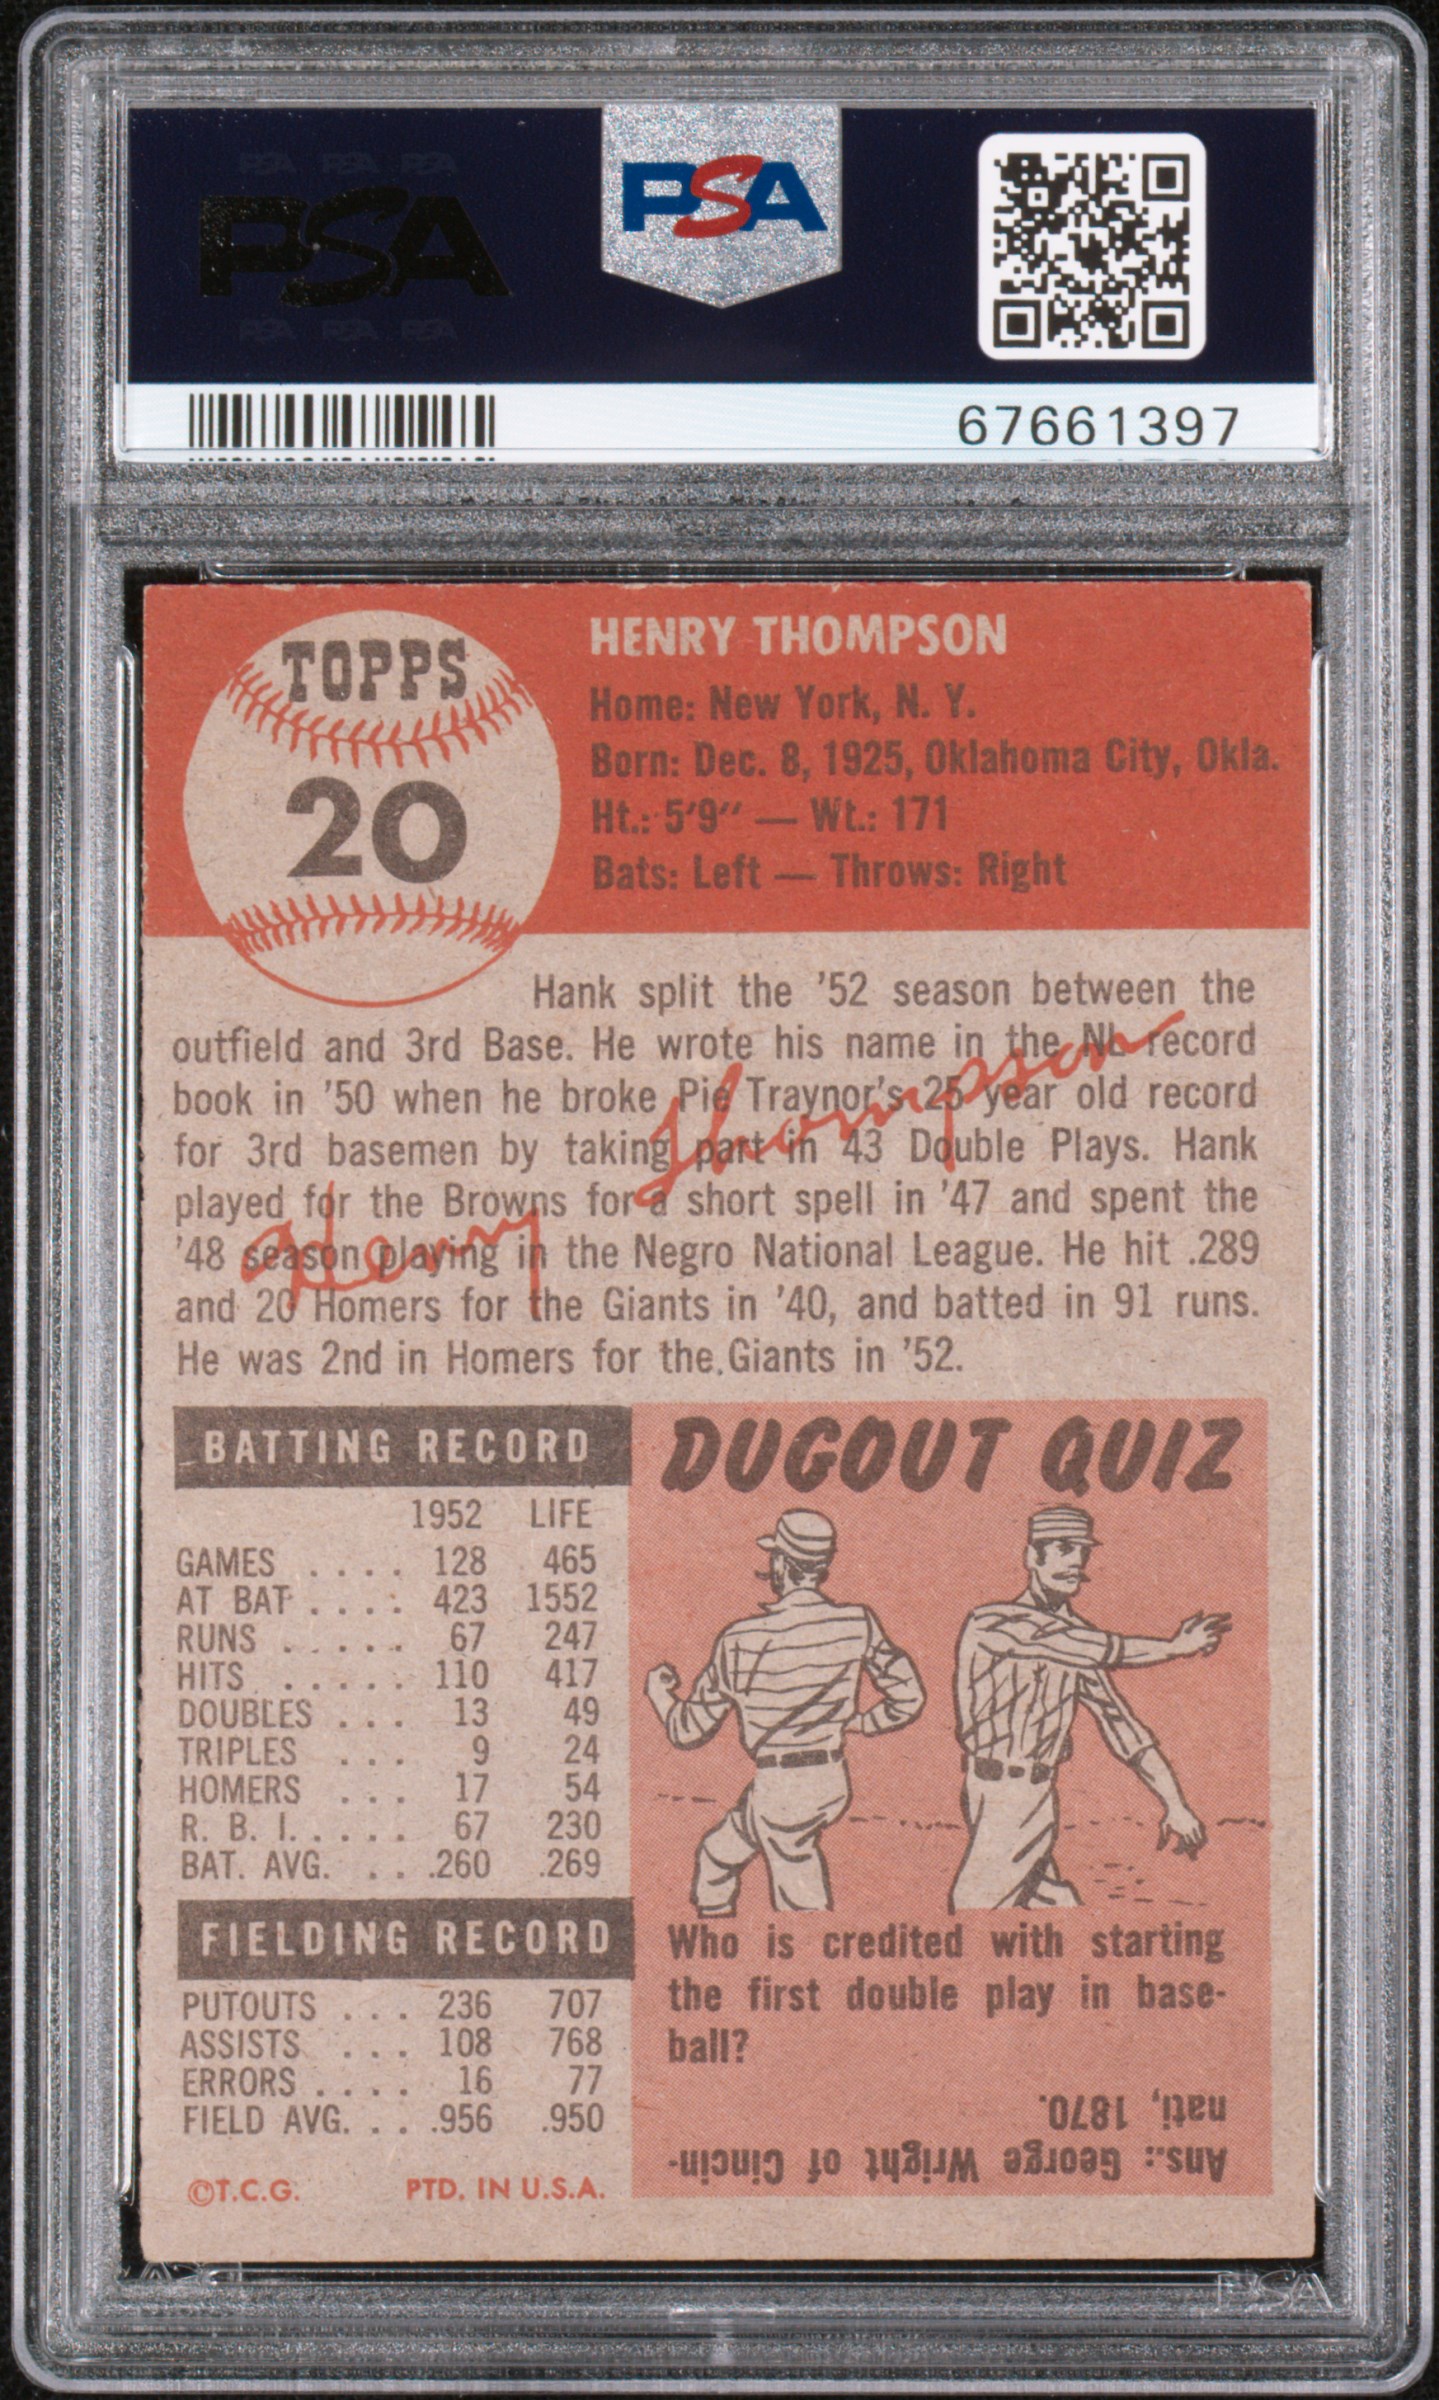 PSA PSA PSA
PSA
PSA PSA PSA
PSA
67661397
TOPPS
20
HENRY THOMPSON
Home: New York, N. Y.
Born: Dec. 8, 1925, Oklahoma City, Okla.
Ht.: 5'9" — Wt.: 171
Bats: Left — Throws: Right
Hank split the '52 season between the
outfield and 3rd Base. He wrote his name in the NL record
book in '50 when he broke Pie Traynor's 25 year old record
for 3rd basemen by taking part in 43 Double Plays. Hank
played for the Browns for a short spell in '47 and spent the
'48 season playing in the Negro National League. He hit .289
and 20 Homers for the Giants in '40, and batted in 91 runs.
He was 2nd in Homers for the Giants in '52.
Henry Thompson
BATTING RECORD
1952 LIFE
GAMES . . . . 128 465
AT BAT . . . . 423 1552
RUNS . . . . . 67 247
HITS . . . . . 110 417
DOUBLES . . . 13 49
TRIPLES . . . 9 24
HOMERS . . . 17 54
R. B. I. . . . . 67 230
BAT. AVG. . . . .260 .269
FIELDING RECORD
PUTOUTS . . . 236 707
ASSISTS . . . 108 768
ERRORS . . . . 16 77
FIELD AVG. . . .956 .950
©T.C.G. PTD. IN U.S.A.
DUGOUT QUIZ
Who is credited with starting
the first double play in base-
ball?
Ans.: George Wright of Cincin-
nati, 1870.
PSA